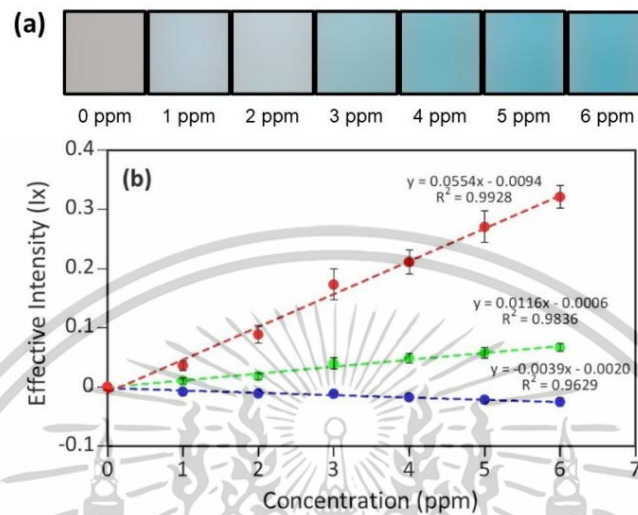 (a)
0 ppm 1 ppm 2 ppm 3 ppm 4 ppm 5 ppm 6 ppm
(b)
Effective Intensity (Ix)
0.4
0.3
0.2
0.1
0
-0.1
y = 0.0554x - 0.0094
R² = 0.9928
y = 0.0116x - 0.0006
R² = 0.9836
y = -0.0039x - 0.0020
R² = 0.9629
0 1 2 3 4 5 6 7
Concentration (ppm)